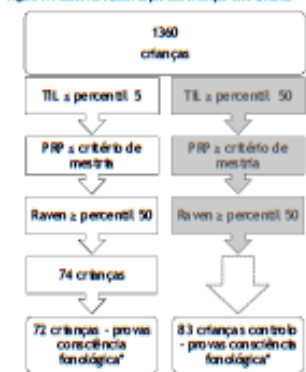 1360
crianças
TIL ≤ percentil 5
TIL ≥ percentil 50
PRP ≤ critério de
mestria
PRP ≥ critério de
mestria
Raven ≥ percentil 50
Raven ≥ percentil 50
74 crianças
72 crianças - provas
consciência
fonológica*
83 crianças controlo
- provas consciência
fonológica*